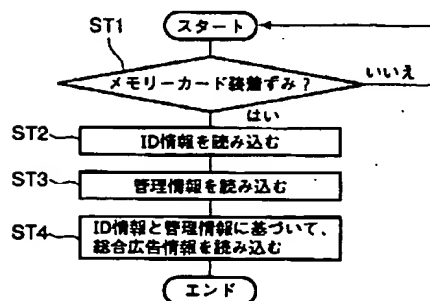 スタート
ST1
メモリーカード装着ずみ?
いいえ
はい
ST2
ID情報を読み込む
ST3
管理情報を読み込む
ST4
ID情報と管理情報に基づいて、
総合広告情報を読み込む
エンド